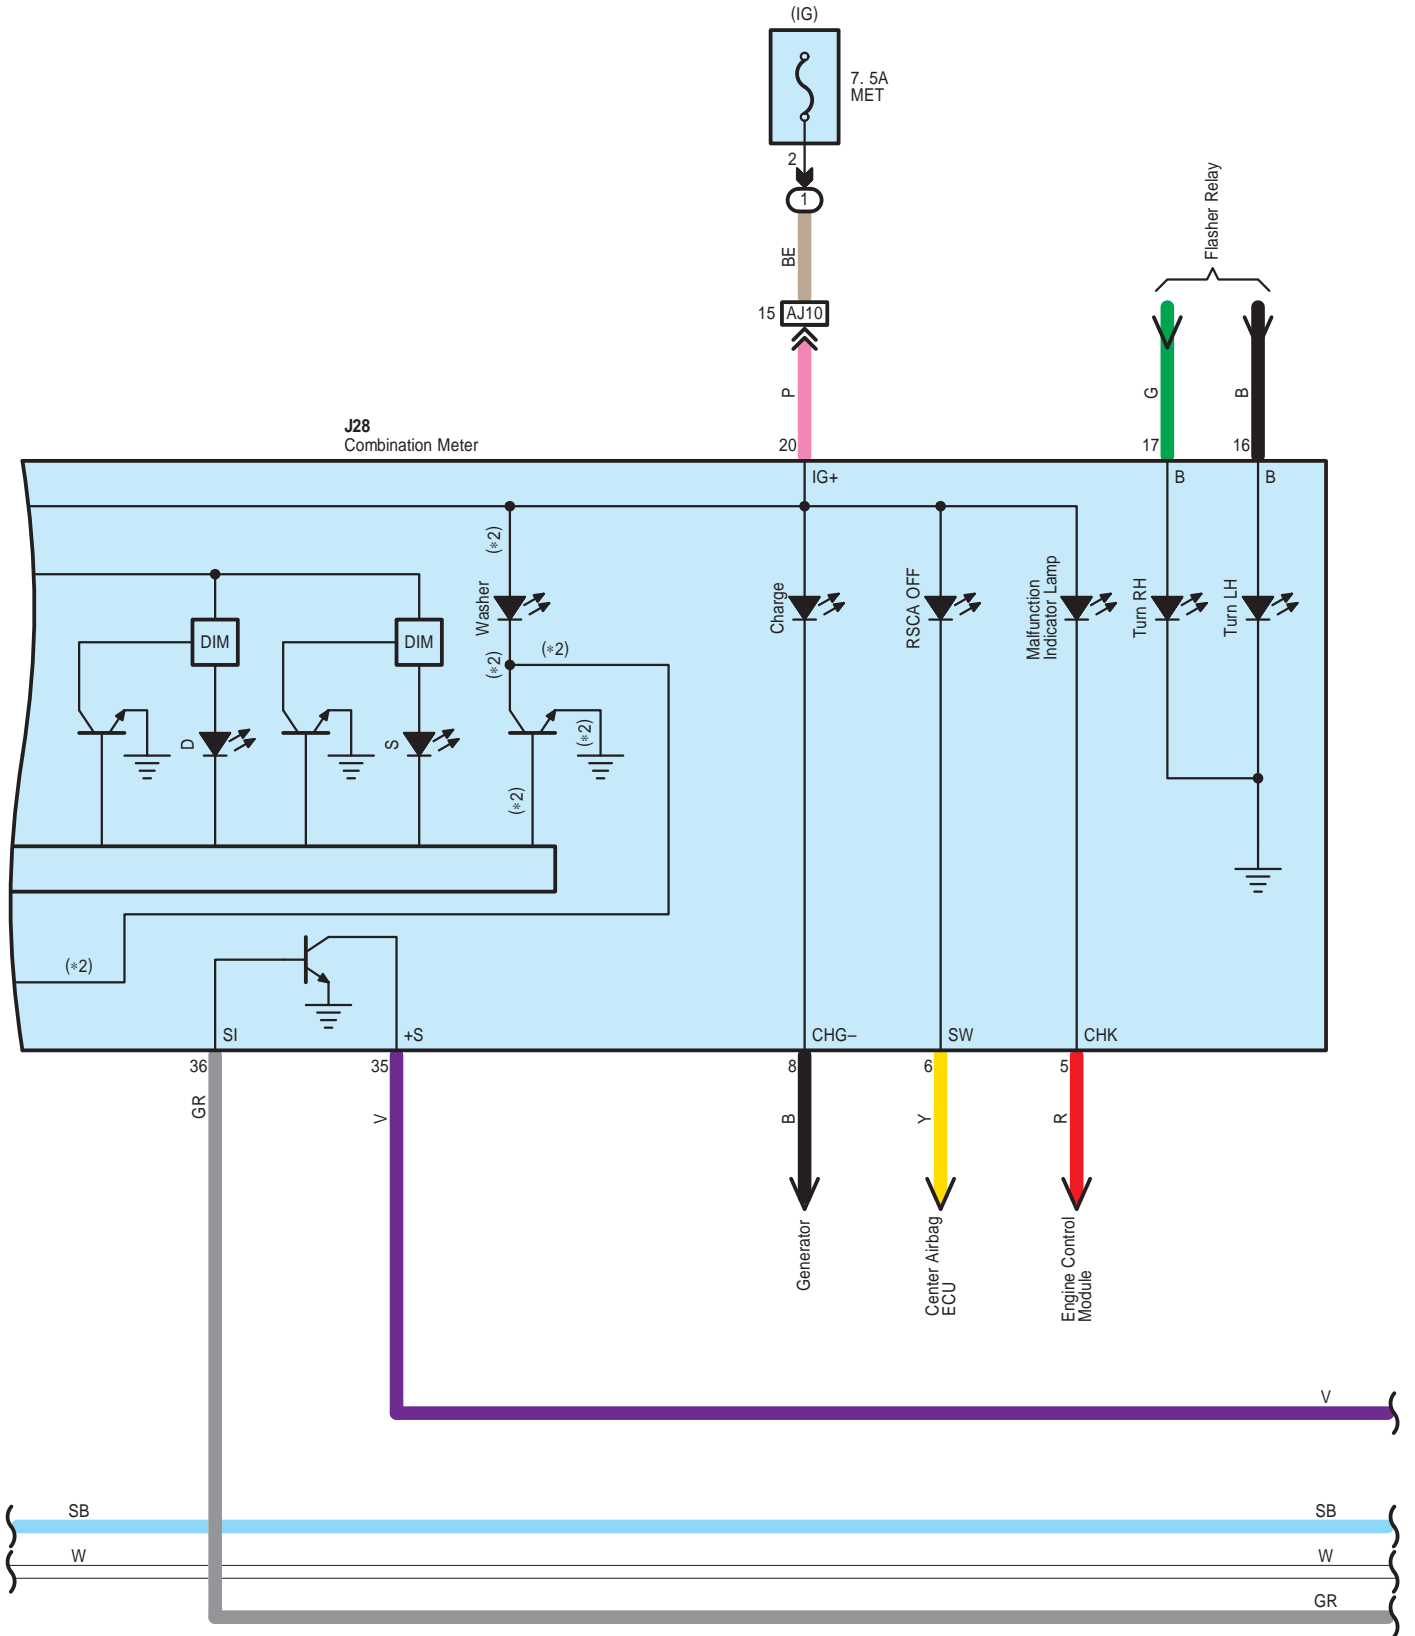 (IG)
7. 5A
MET
2
1
BE
15 AJ10
P
Flasher Relay
G
B
J28
Combination Meter
20
17
16
IG+
B
B
(*2)
Washer
Charge
RSCA OFF
Malfunction
Indicator Lamp
Turn RH
Turn LH
DIM
DIM
(*2)
(*2)
D
S
(*2)
(*2)
(*2)
SI
+S
CHG–
SW
CHK
36
35
8
6
5
GR
V
B
Y
R
Generator
Center Airbag
ECU
Engine Control
Module
V
SB
SB
W
W
GR